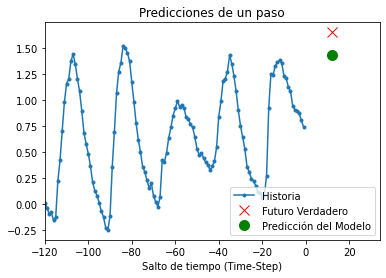 Predicciones de un paso
1.50
1.25
1.00
0.75
0.50
0.25
0.00
−0.25
−120 −100 −80 −60 −40 −20 0 20
Salto de tiempo (Time-Step)
Historia
Futuro Verdadero
Predicción del Modelo